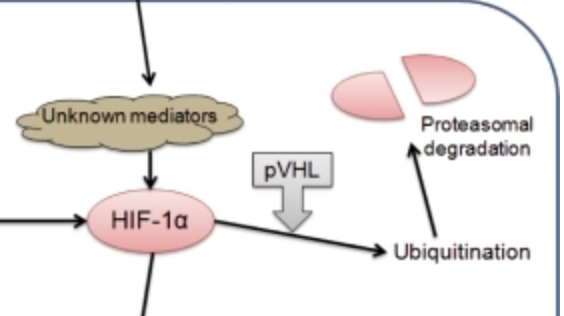 Unknown mediators
Proteasomal
degradation
pVHL
HIF-1α
Ubiquitination